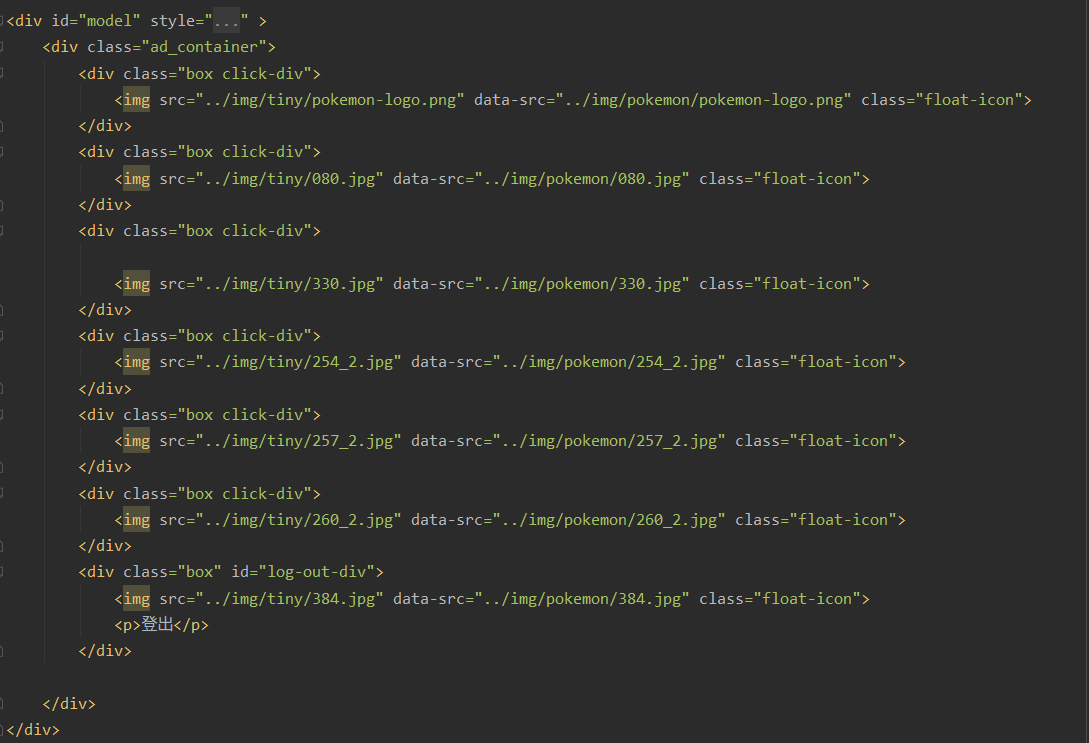 <div id="model" style="..." >
<div class="ad_container">
<div class="box click-div">
<img src="../img/tiny/pokemon-logo.png" data-src="../img/pokemon/pokemon-logo.png" class="float-icon">
</div>
<div class="box click-div">
<img src="../img/tiny/080.jpg" data-src="../img/pokemon/080.jpg" class="float-icon">
</div>
<div class="box click-div">
<img src="../img/tiny/330.jpg" data-src="../img/pokemon/330.jpg" class="float-icon">
</div>
<div class="box click-div">
<img src="../img/tiny/254_2.jpg" data-src="../img/pokemon/254_2.jpg" class="float-icon">
</div>
<div class="box click-div">
<img src="../img/tiny/257_2.jpg" data-src="../img/pokemon/257_2.jpg" class="float-icon">
</div>
<div class="box click-div">
<img src="../img/tiny/260_2.jpg" data-src="../img/pokemon/260_2.jpg" class="float-icon">
</div>
<div class="box" id="log-out-div">
<img src="../img/tiny/384.jpg" data-src="../img/pokemon/384.jpg" class="float-icon">
<p>登出</p>
</div>
</div>
</div>